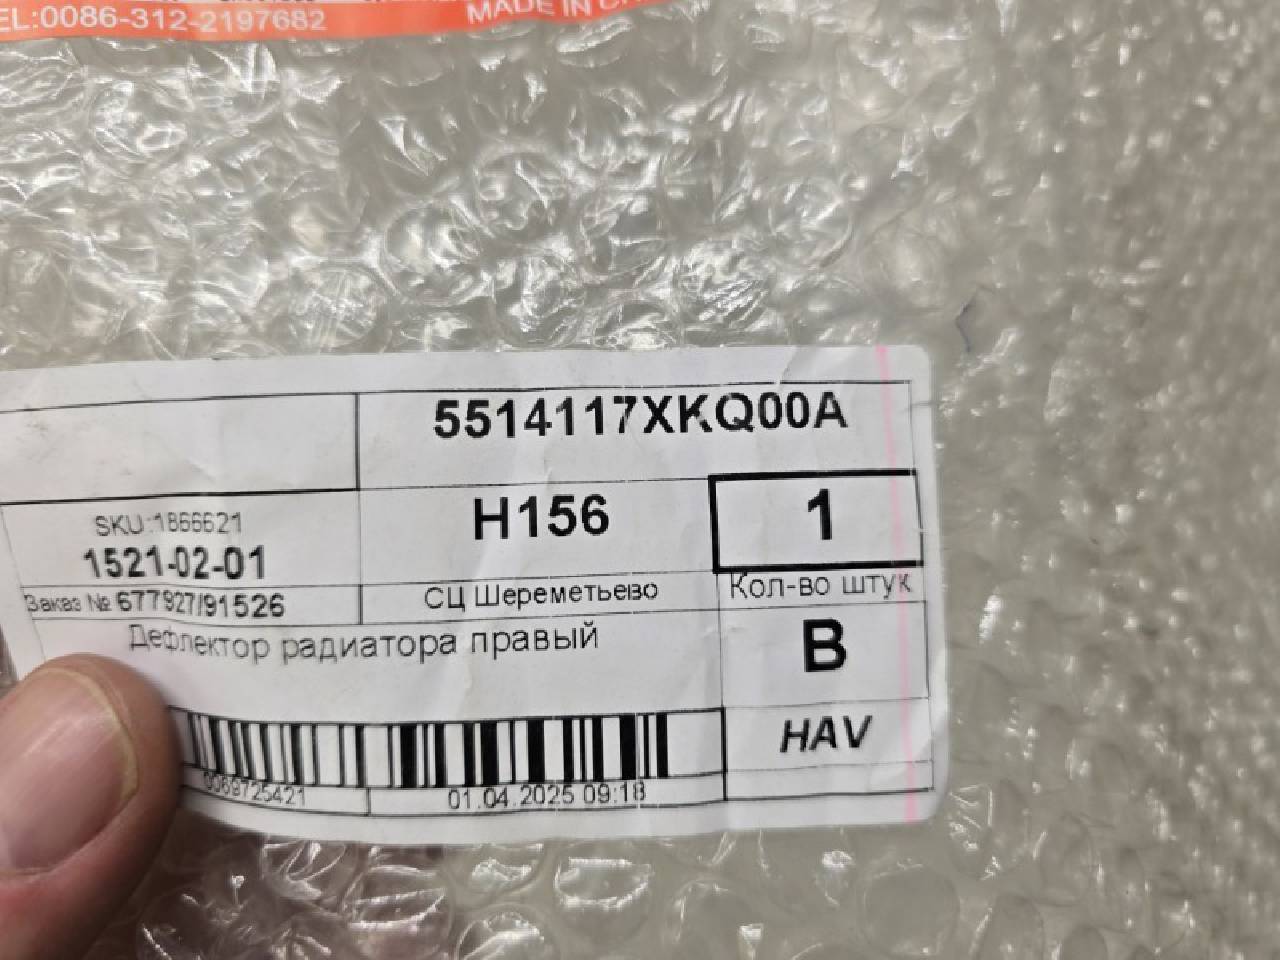 EL:0086-312-2197682
MADE IN
5514117XKQ00A
SKU:1866621
1521-02-01
H156
1
Заказ № 677927/91526
СЦ Шереметьево
Кол-во штук
Дефлектор радиатора правый
B
HAV
0069725421
01.04.2025 09:18